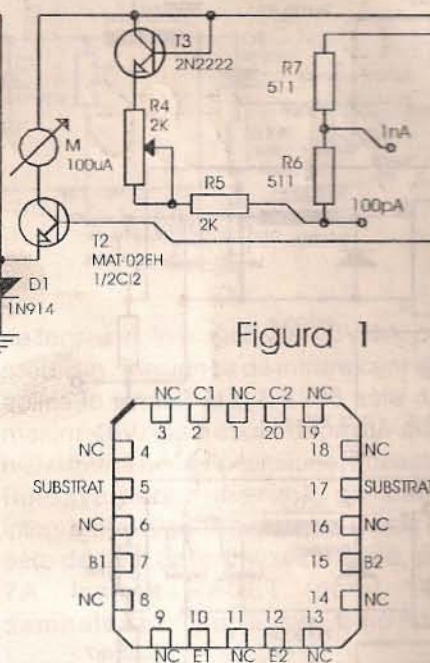 T3
2N2222
R4
2K
R7
511
1nA
M
100uA
R6
511
R5
2K
100pA
T2
MAT-02EH
1/2CI2
D1
1N914
Figura 1
NC C1 NC C2 NC
3 2 1 20 19
NC 4
18 NC
SUBSTRAT 5
17 SUBSTRAT
NC 6
16 NC
B1 7
15 B2
NC 8
14 NC
9 10 11 12 13
NC E1 NC E2 NC